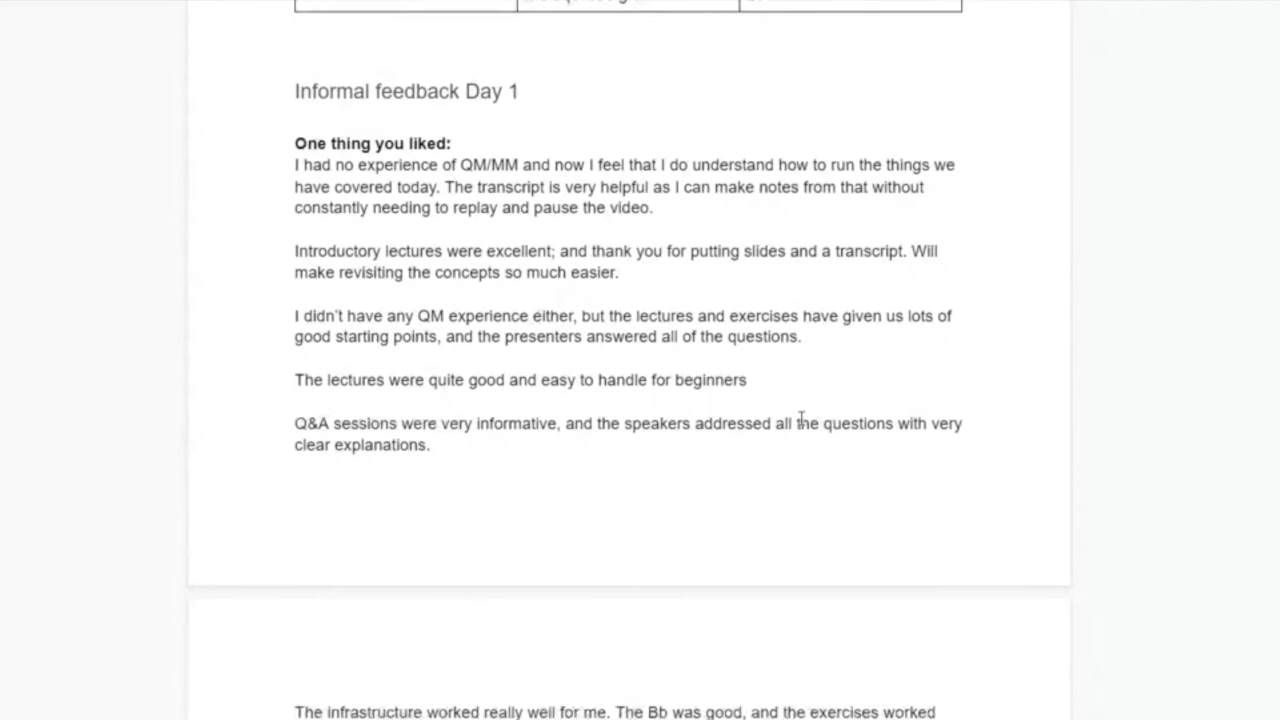 Informal feedback Day 1
One thing you liked:
I had no experience of QM/MM and now I feel that I do understand how to run the things we
have covered today. The transcript is very helpful as I can make notes from that without
constantly needing to replay and pause the video.
Introductory lectures were excellent; and thank you for putting slides and a transcript. Will
make revisiting the concepts so much easier.
I didn’t have any QM experience either, but the lectures and exercises have given us lots of
good starting points, and the presenters answered all of the questions.
The lectures were quite good and easy to handle for beginners
Q&A sessions were very informative, and the speakers addressed all the questions with very
clear explanations.
The infrastructure worked really well for me. The Bb was good, and the exercises worked